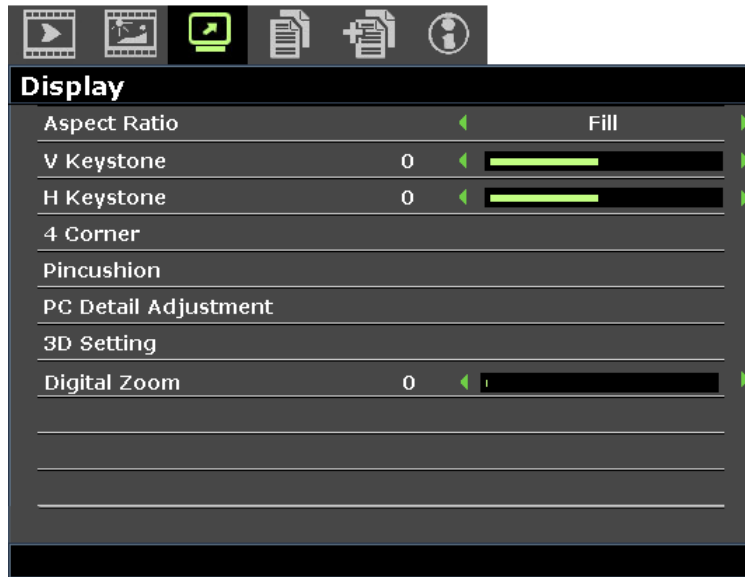 Display
Aspect Ratio Fill
V Keystone 0
H Keystone 0
4 Corner
Pincushion
PC Detail Adjustment
3D Setting
Digital Zoom 0